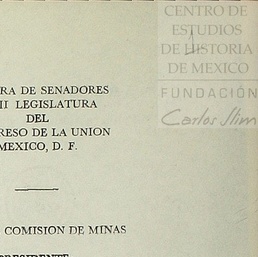 CENTRO DE
ESTUDIOS
DE HISTORIA
DE MEXICO
FUNDACIÓN
Carlos Slim
RA DE SENADORES
II LEGISLATURA
DEL
RESO DE LA UNION
MEXICO, D. F.
COMISION DE MINAS
PRESIDENTE